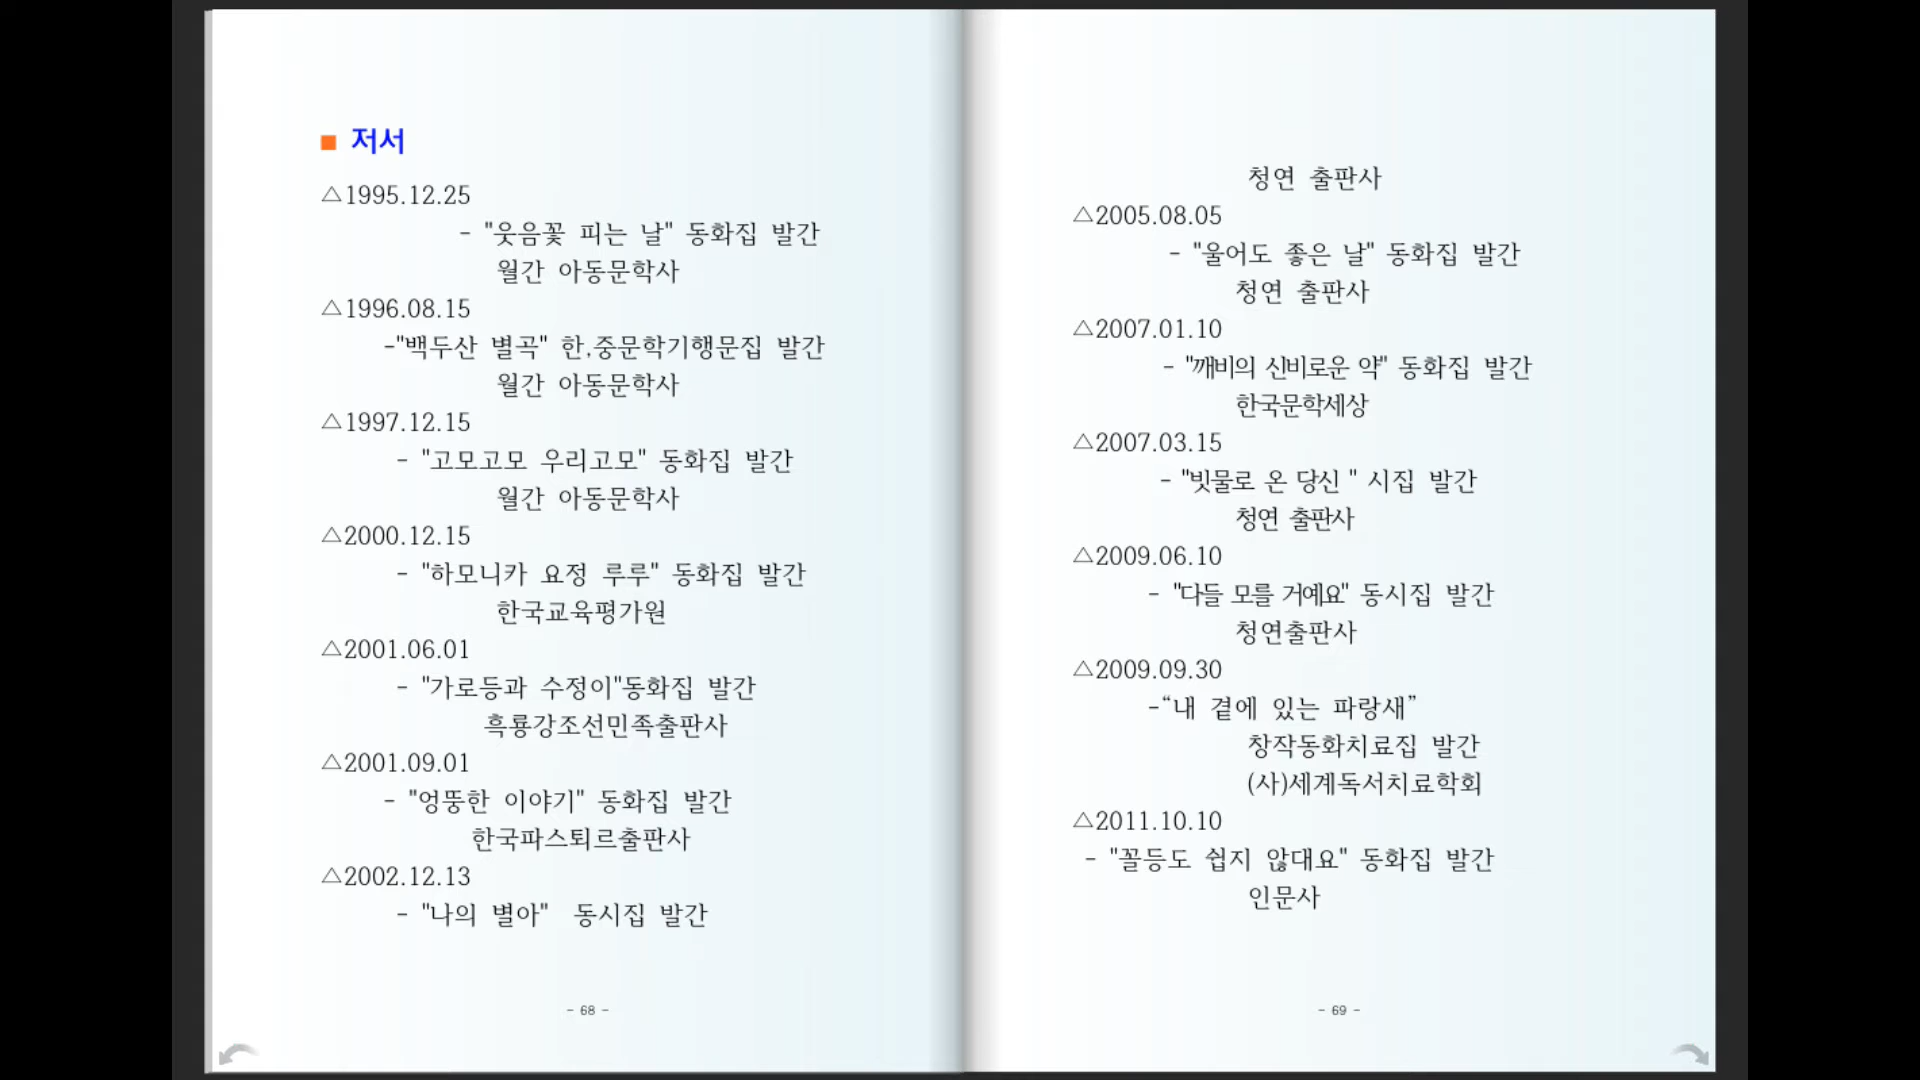 ■ 저서
△1995.12.25
- "웃음꽃 피는 날" 동화집 발간
월간 아동문학사
△1996.08.15
-"백두산 별곡" 한.중문학기행문집 발간
월간 아동문학사
△1997.12.15
- "고모고모 우리고모" 동화집 발간
월간 아동문학사
△2000.12.15
- "하모니카 요정 루루" 동화집 발간
한국교육평가원
△2001.06.01
- "가로등과 수정이"동화집 발간
흑룡강조선민족출판사
△2001.09.01
- "엉뚱한 이야기" 동화집 발간
한국파스퇴르출판사
△2002.12.13
- "나의 별아" 동시집 발간
- 68 -
청연 출판사
△2005.08.05
- "울어도 좋은 날" 동화집 발간
청연 출판사
△2007.01.10
- "깨비의 신비로운 약" 동화집 발간
한국문학세상
△2007.03.15
- "빗물로 온 당신 " 시집 발간
청연 출판사
△2009.06.10
- "다들 모를 거예요" 동시집 발간
청연출판사
△2009.09.30
-“내 곁에 있는 파랑새”
창작동화치료집 발간
(사)세계독서치료학회
△2011.10.10
- "꼴등도 쉽지 않대요" 동화집 발간
인문사
- 69 -